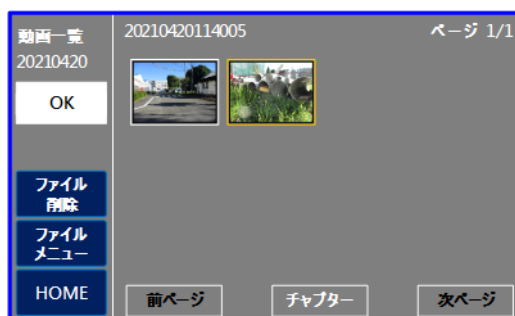 動画一覧
20210420
OK
ファイル
削除
ファイル
メニュー
HOME
20210420114005
ページ 1/1
前ページ
チャプター
次ページ